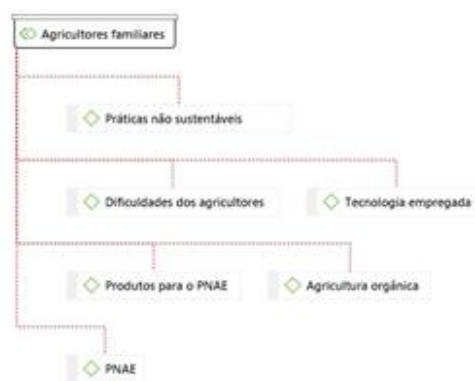 Agricultores familiares
Práticas não sustentáveis
Dificuldades dos agricultores
Tecnologia empregada
Produtos para o PNAE
Agricultura orgânica
PNAE